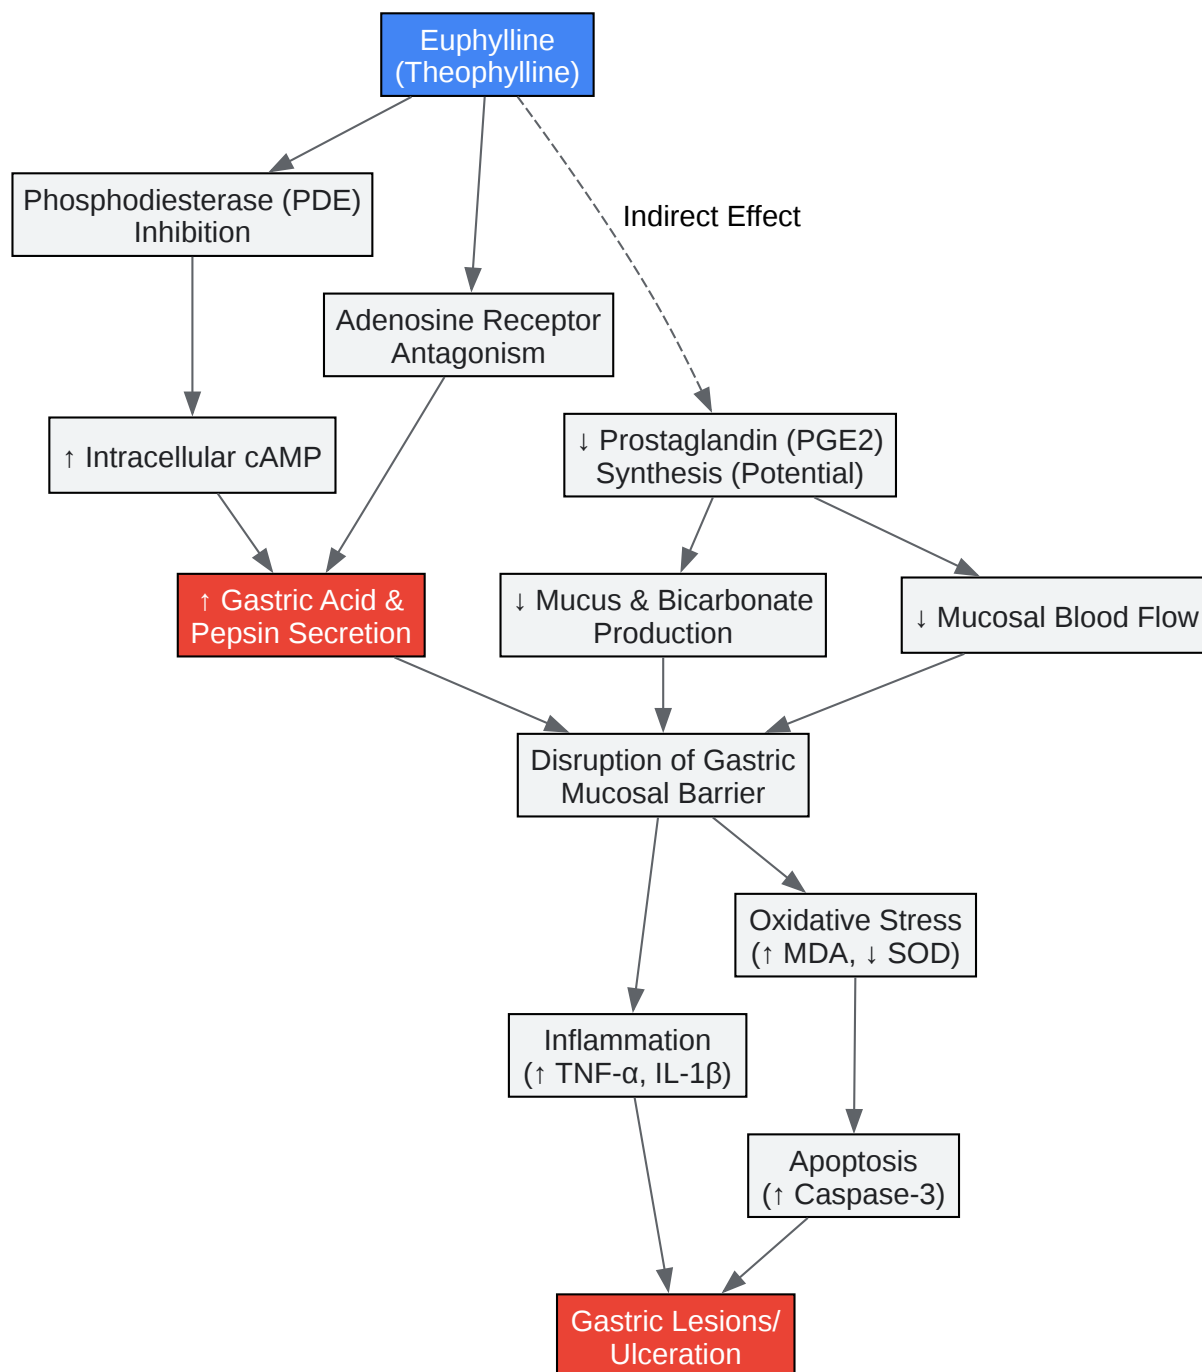 Euphylline
(Theophylline)
Phosphodiesterase (PDE)
Inhibition
Indirect Effect
Adenosine Receptor
Antagonism
↑ Intracellular cAMP
↓ Prostaglandin (PGE2)
Synthesis (Potential)
↑ Gastric Acid &
Pepsin Secretion
↓ Mucus & Bicarbonate
Production
↓ Mucosal Blood Flow
Disruption of Gastric
Mucosal Barrier
Oxidative Stress
(↑ MDA, ↓ SOD)
Inflammation
(↑ TNF-α, IL-1β)
Apoptosis
(↑ Caspase-3)
Gastric Lesions/
Ulceration